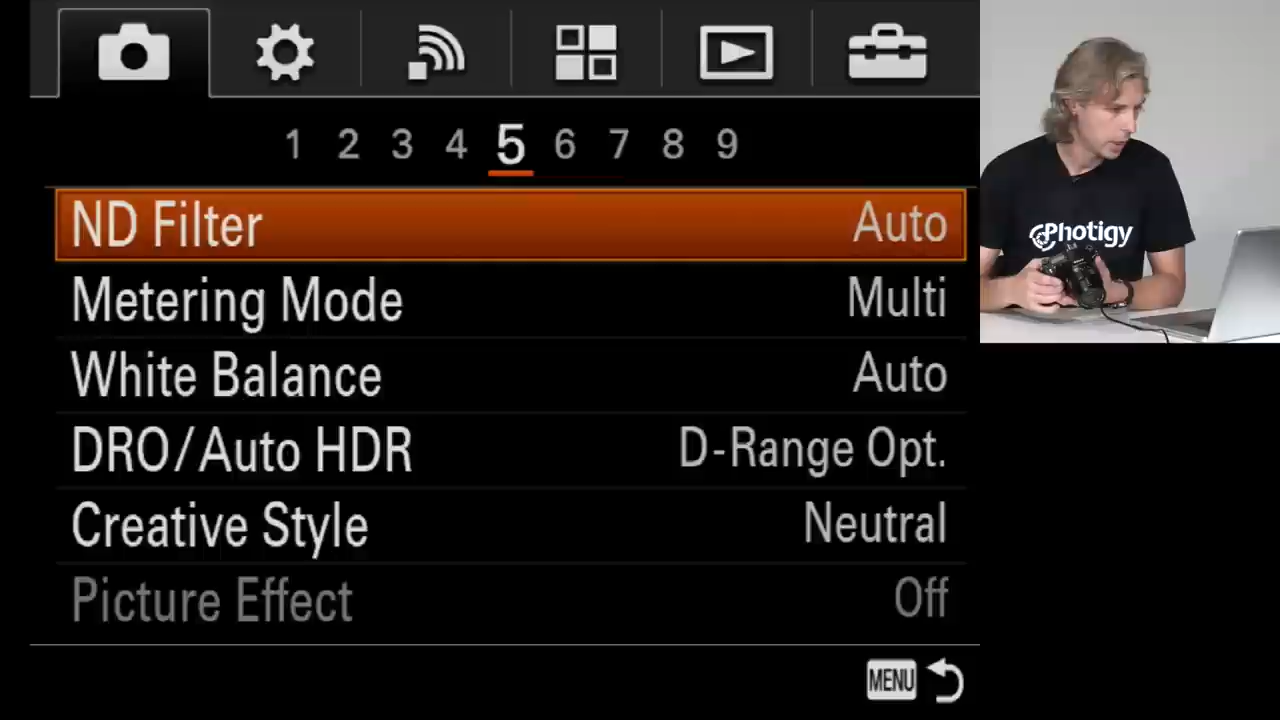 1 2 3 4 5 6 7 8 9
ND Filter Auto
Metering Mode Multi
White Balance Auto
DRO/Auto HDR D-Range Opt.
Creative Style Neutral
Picture Effect Off
MENU
Photigy